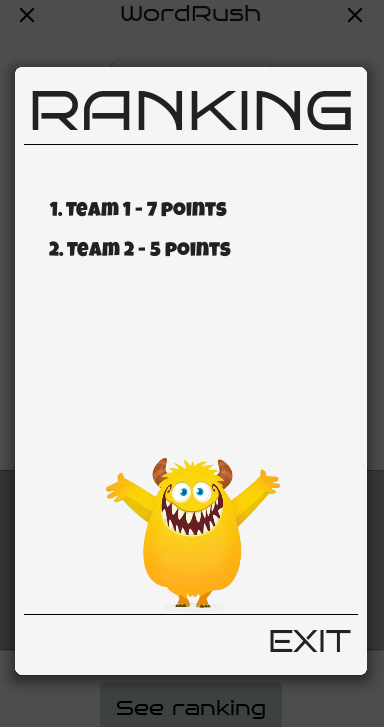 WordRush
RANKING
1. Team 1 - 7 points
2. Team 2 - 5 points
EXIT
See ranking